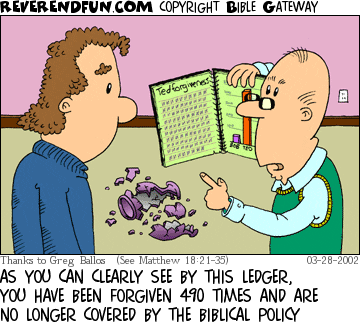 REVERENDFUN.COM COPYRIGHT BIBLE GATEWAY
Ted forgiveness
Thanks to Greg Ballos (See Matthew 18:21-35) 03-28-2002
AS YOU CAN CLEARLY SEE BY THIS LEDGER,
YOU HAVE BEEN FORGIVEN 490 TIMES AND ARE
NO LONGER COVERED BY THE BIBLICAL POLICY